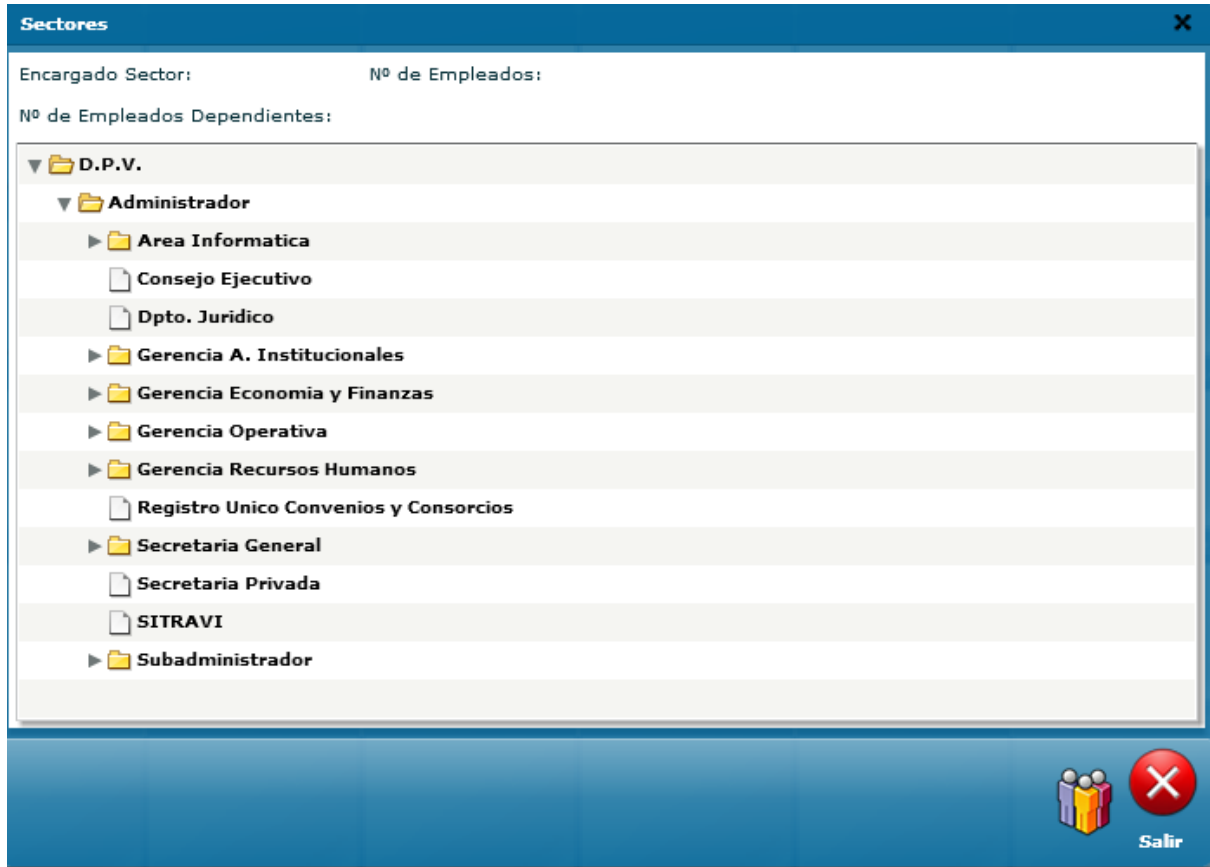 Sectores
Encargado Sector: Nº de Empleados:
Nº de Empleados Dependientes:
D.P.V.
Administrador
Area Informatica
Consejo Ejecutivo
Dpto. Juridico
Gerencia A. Institucionales
Gerencia Economia y Finanzas
Gerencia Operativa
Gerencia Recursos Humanos
Registro Unico Convenios y Consorcios
Secretaria General
Secretaria Privada
SITRAVI
Subadministrador
Salir